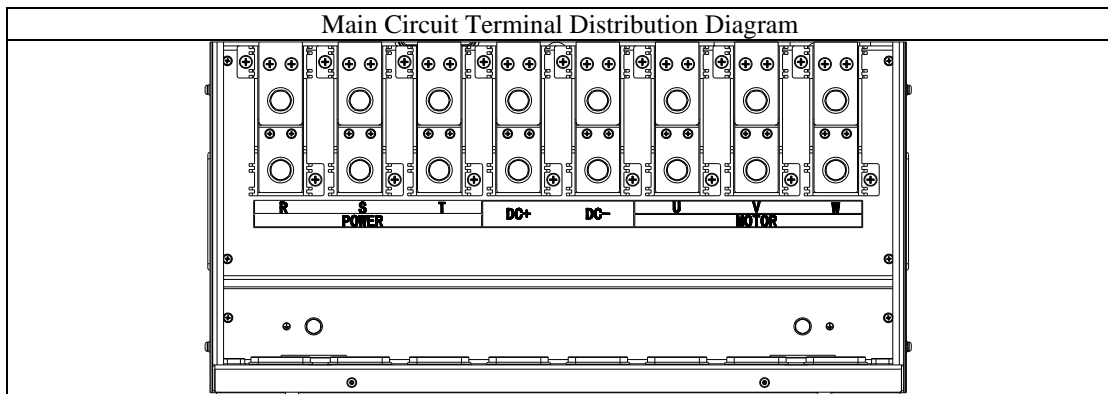 Main Circuit Terminal Distribution Diagram
R S T DC+ DC- U V W
POWER MOTOR